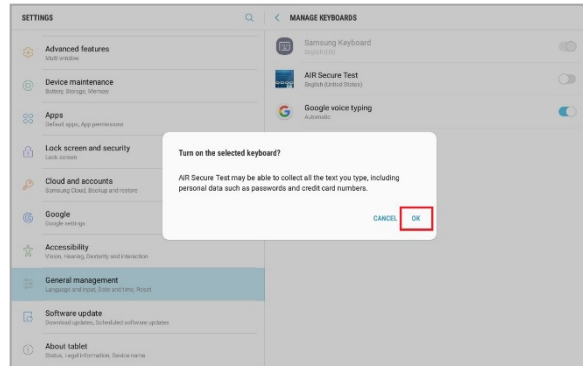 SETTINGS
Advanced features
Multi window
Device maintenance
Battery, Storage, Memory
Apps
Default apps, App permissions
Lock screen and security
Lock screen
Cloud and accounts
Samsung Cloud, Backup and restore
Google
Google settings
Accessibility
Vision, Hearing, Dexterity and interaction
General management
Language and input, Date and time, Reset
Software update
Download updates, Scheduled software updates
About tablet
Status, Legal information, Device name
MANAGE KEYBOARDS
Samsung Keyboard
English (US)
AIR Secure Test
English (United States)
Google voice typing
Automatic
Turn on the selected keyboard?
AIR Secure Test may be able to collect all the text you type, including
personal data such as passwords and credit card numbers.
CANCEL OK